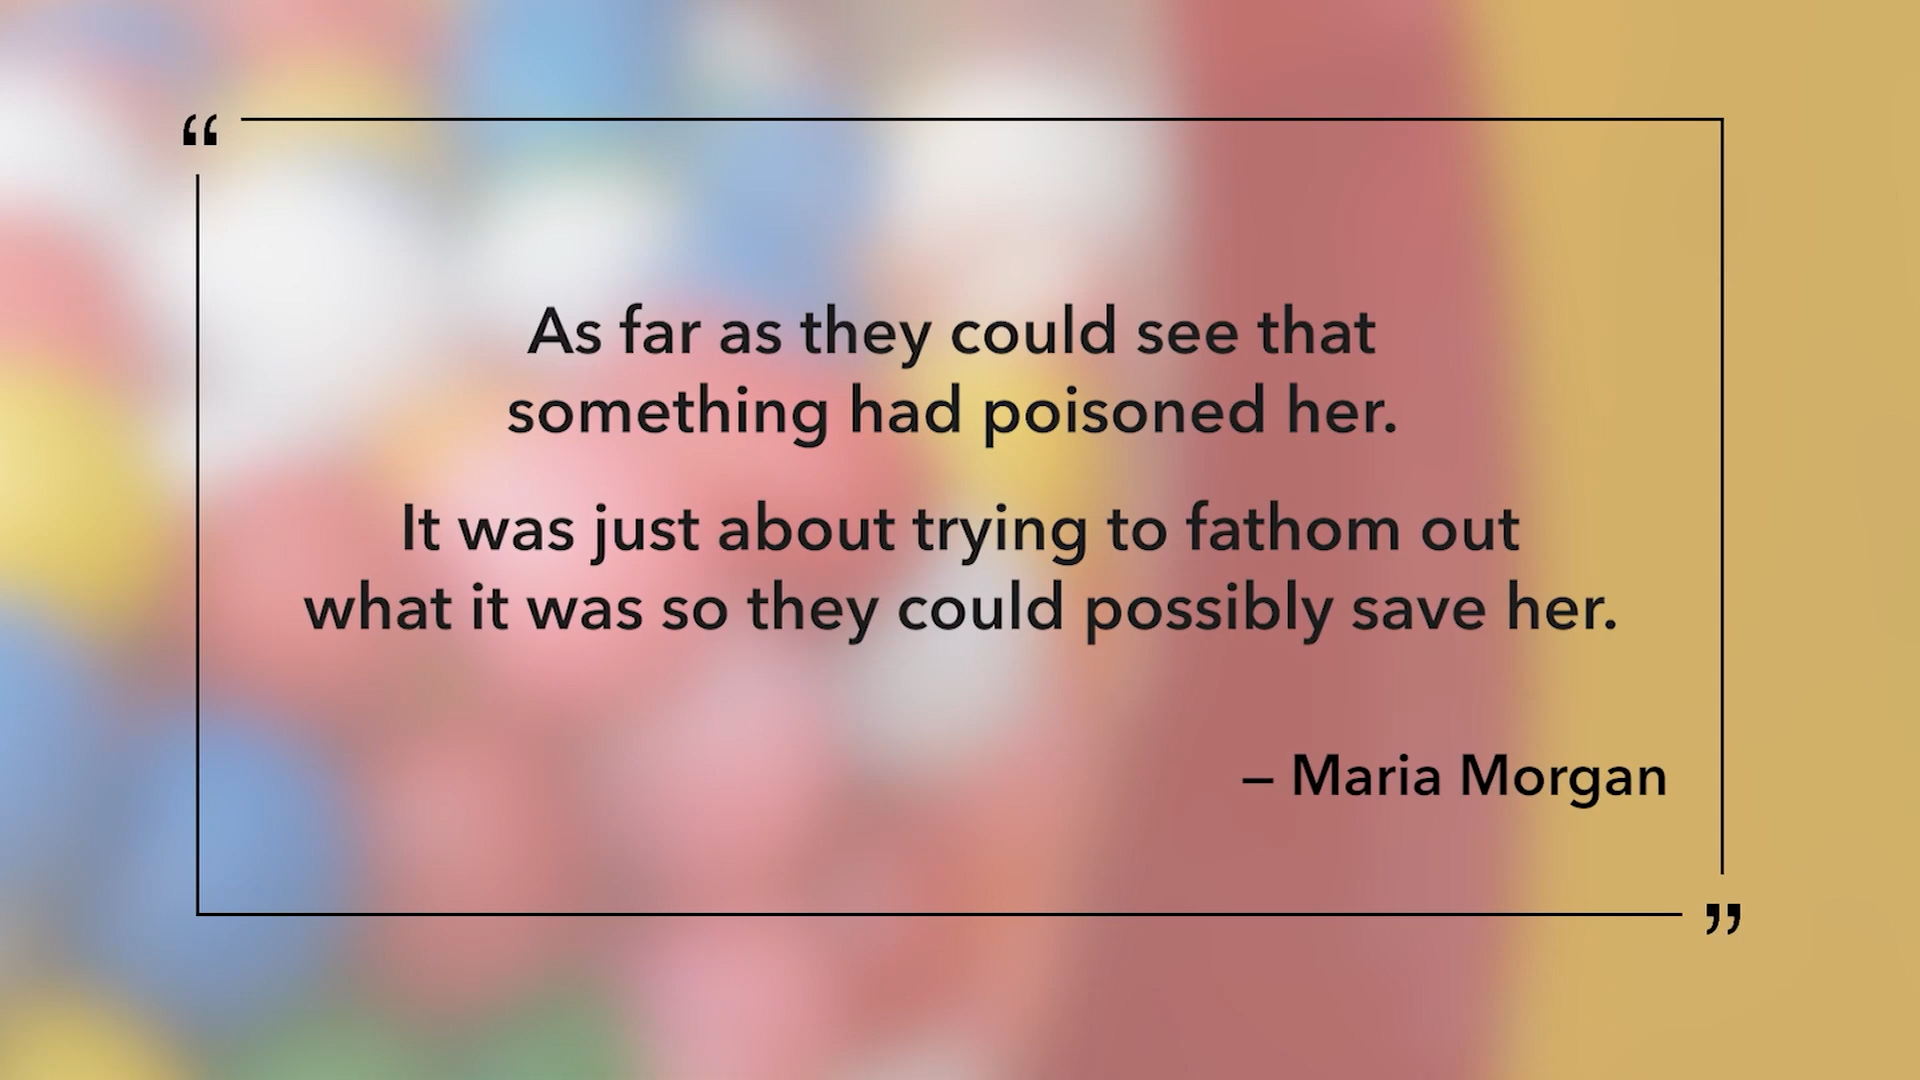 “
As far as they could see that
something had poisoned her.
It was just about trying to fathom out
what it was so they could possibly save her.
– Maria Morgan
”